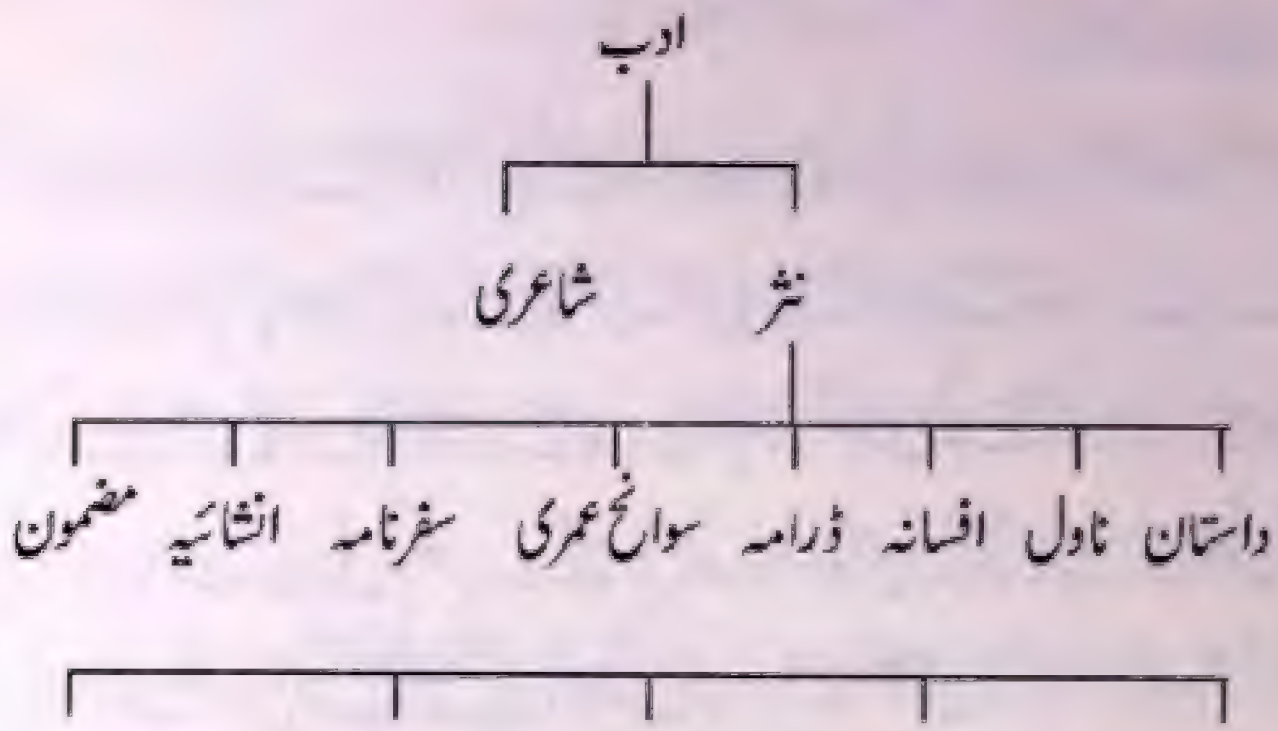 ادب
نثر شاعری
داستان ناول افسانہ ڈرامہ سوانح عمری سفرنامہ انشائیہ مضمون